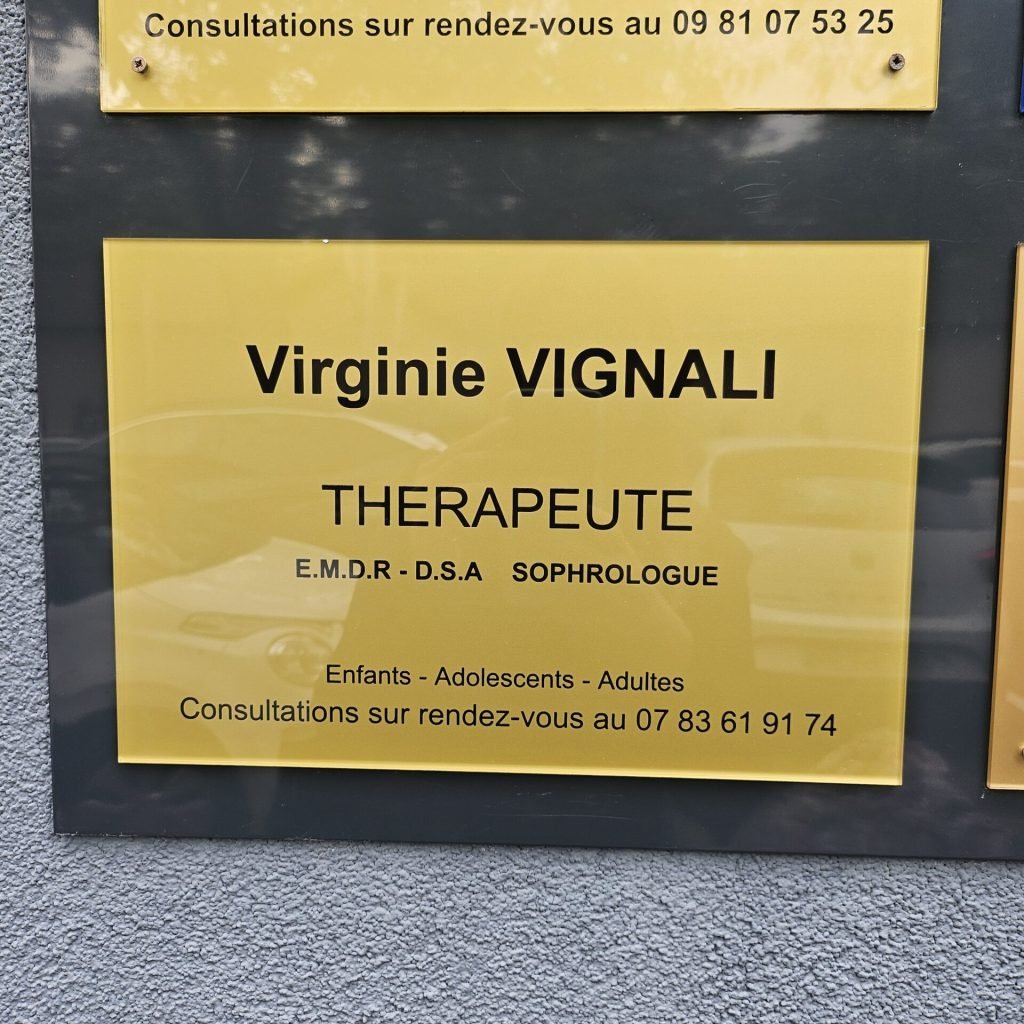 Consultations sur rendez-vous au 09 81 07 53 25
Virginie VIGNALI
THERAPEUTE
E.M.D.R - D.S.A SOPHROLOGUE
Enfants - Adolescents - Adultes
Consultations sur rendez-vous au 07 83 61 91 74